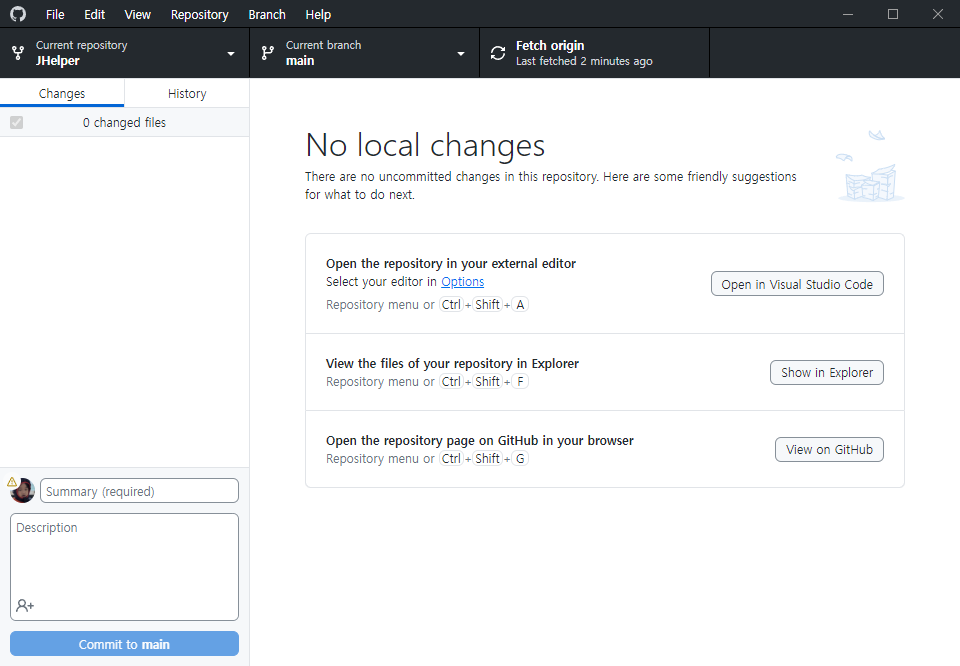 File Edit View Repository Branch Help
Current repository
JHelper
Current branch
main
Fetch origin
Last fetched 2 minutes ago
Changes
History
0 changed files
No local changes
There are no uncommitted changes in this repository. Here are some friendly suggestions
for what to do next.
Open the repository in your external editor
Select your editor in Options
Repository menu or Ctrl + Shift + A
Open in Visual Studio Code
View the files of your repository in Explorer
Repository menu or Ctrl + Shift + F
Show in Explorer
Open the repository page on GitHub in your browser
Repository menu or Ctrl + Shift + G
View on GitHub
Summary (required)
Description
Commit to main